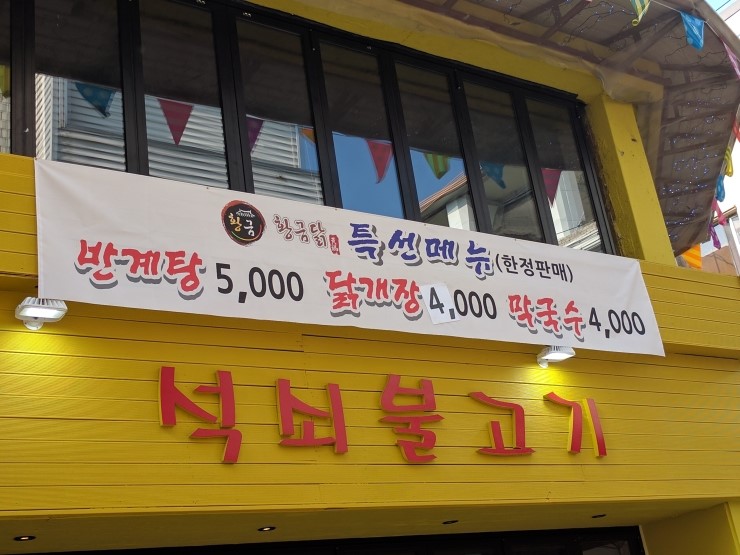 황금
황금닭 특선메뉴 (한정판매)
반계탕 5,000 닭개장 4,000 막국수 4,000
석쇠불고기